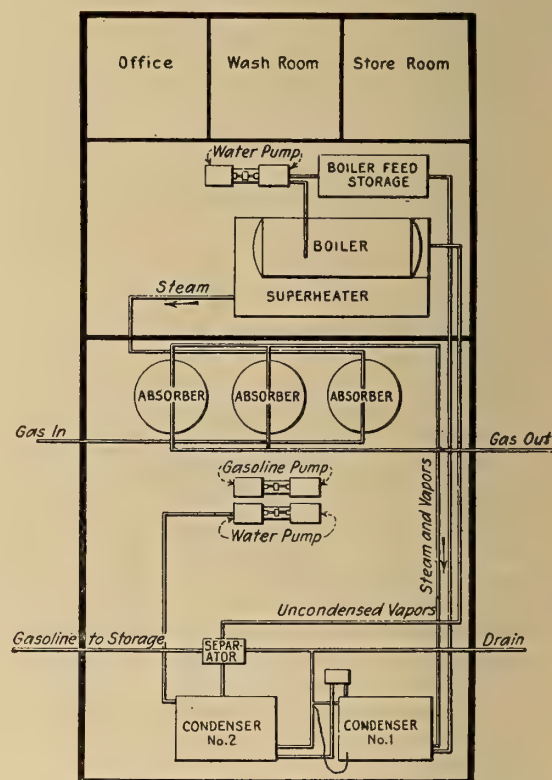 Office
Wash Room
Store Room
Water Pump
BOILER FEED
STORAGE
BOILER
SUPERHEATER
Steam
ABSORBER
ABSORBER
ABSORBER
Gas In
Gas Out
Gasoline Pump
Water Pump
Steam and Vapors
Uncondensed Vapors
Gasoline to Storage
SEPAR-
ATOR
Drain
CONDENSER
No.2
CONDENSER
No.1